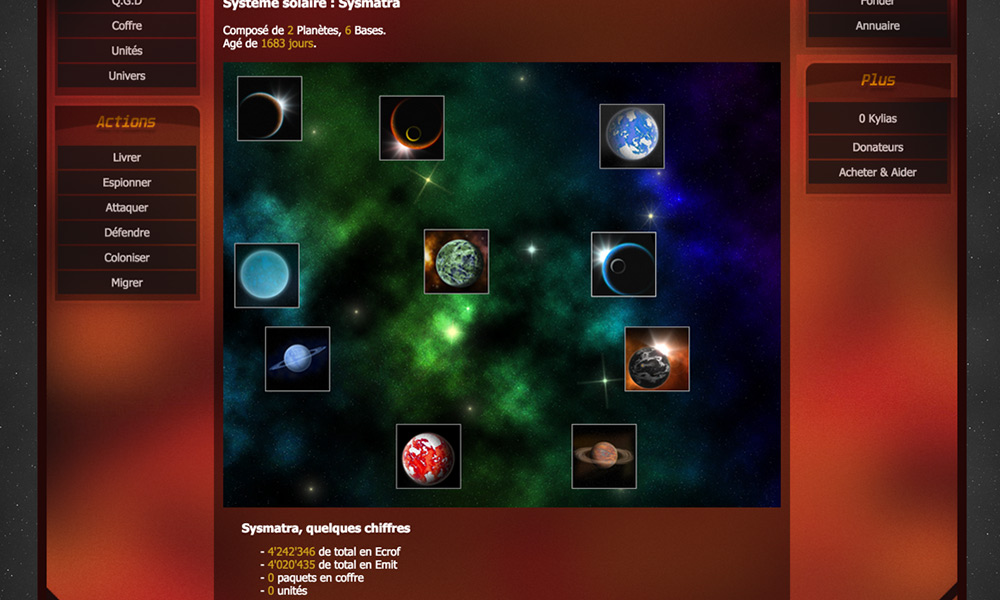 Q.G.D
Coffre
Unités
Univers
Actions
Livrer
Espionner
Attaquer
Défendre
Coloniser
Migrer
Système solaire : Sysmatra
Composé de 2 Planètes, 6 Bases.
Agé de 1683 jours.
Sysmatra, quelques chiffres
- 4'242'346 de total en Ecrof
- 4'020'435 de total en Emit
- 0 paquets en coffre
- 0 unités
Fonder
Annuaire
Plus
0 Kylias
Donateurs
Acheter & Aider